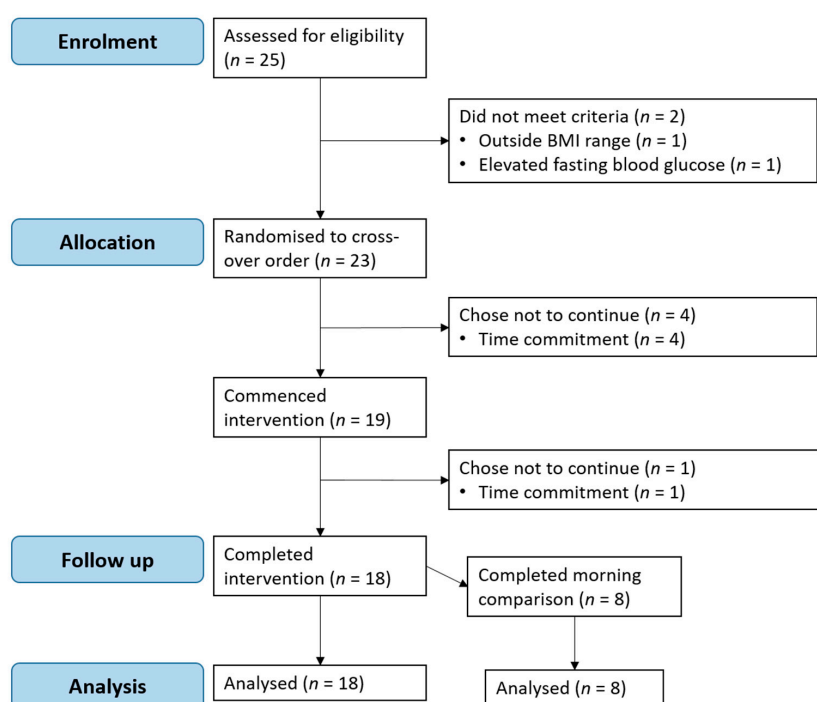 Enrolment
Assessed for eligibility
(n = 25)
Did not meet criteria (n = 2)
• Outside BMI range (n = 1)
• Elevated fasting blood glucose (n = 1)
Allocation
Randomised to cross-
over order (n = 23)
Chose not to continue (n = 4)
• Time commitment (n = 4)
Commenced
intervention (n = 19)
Chose not to continue (n = 1)
• Time commitment (n = 1)
Follow up
Completed
intervention (n = 18)
Completed morning
comparison (n = 8)
Analysis
Analysed (n = 18)
Analysed (n = 8)